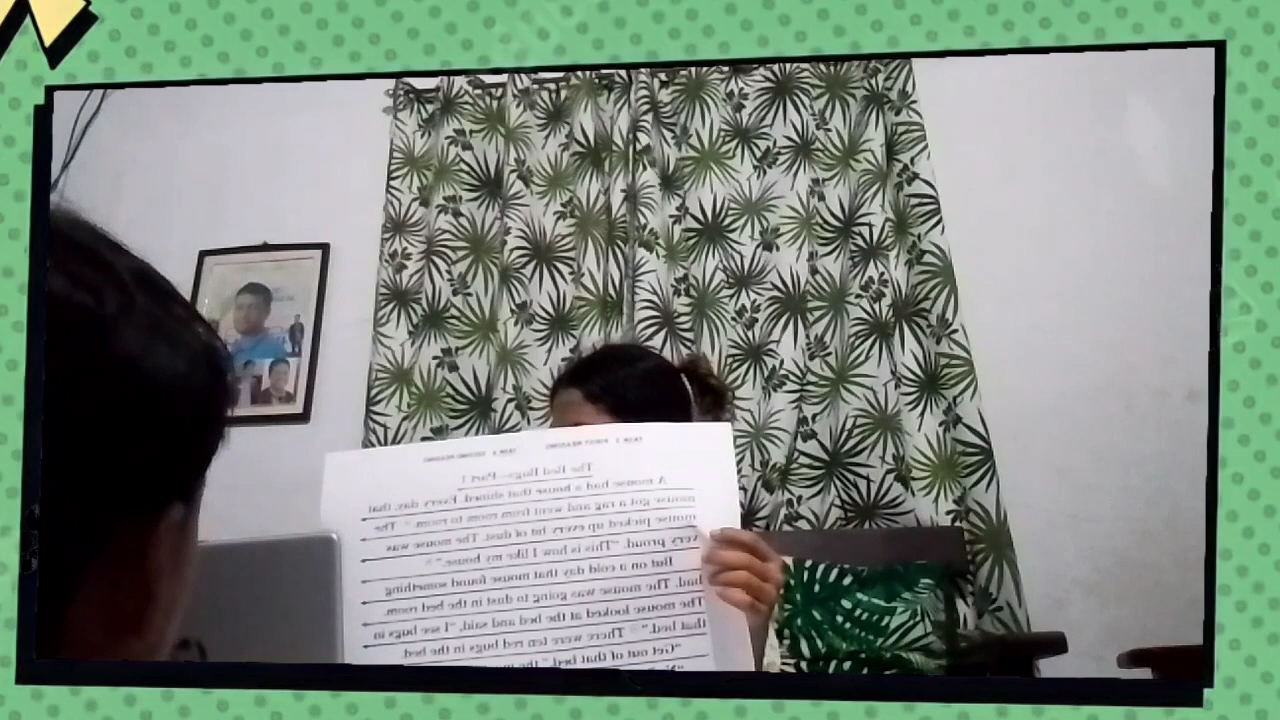 The Bed Bugs—Part 1
A mouse had a house that shined. Every day, that
mouse got a rag and went from room to room. The
mouse picked up every bit of dust. The mouse was
very proud. "This is how I like my house."
But on a cold day that mouse found something
bad. The mouse was going to dust in the bed room.
The mouse looked at the bed and said, "I see bugs in
that bed." There were ten red bugs in the bed.
"Get out of that bed," the